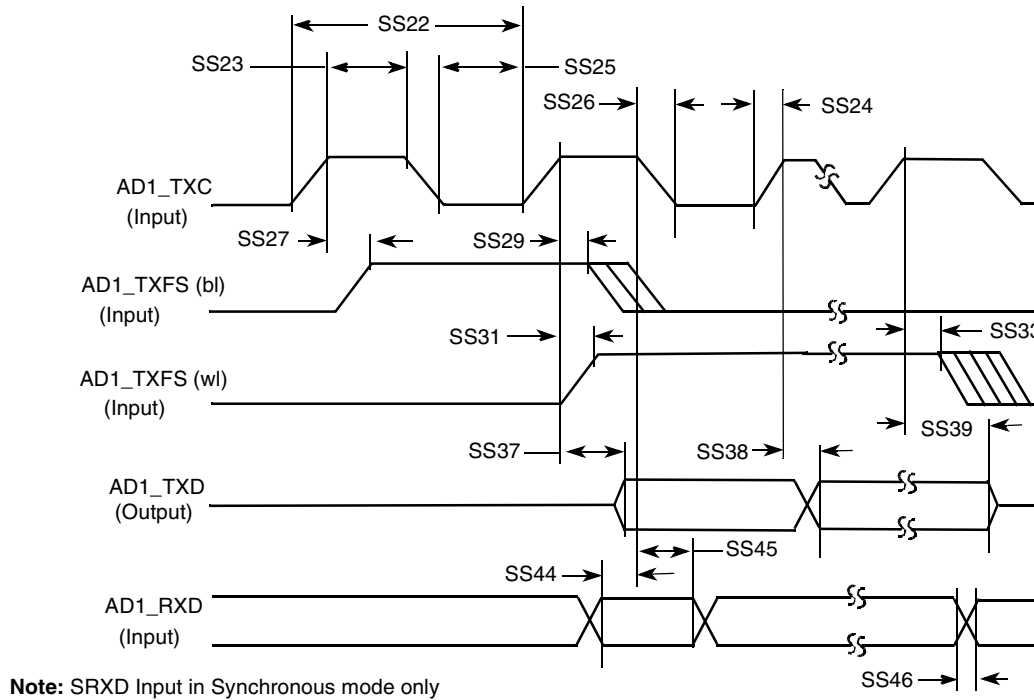 SS22
SS23
SS25
SS26
SS24
AD1_TXC
(Input)
SS27
SS29
AD1_TXFS (bl)
(Input)
SS31
SS33
AD1_TXFS (wl)
(Input)
SS37
SS38
SS39
AD1_TXD
(Output)
SS45
SS44
AD1_RXD
(Input)
SS46
Note: SRXD Input in Synchronous mode only